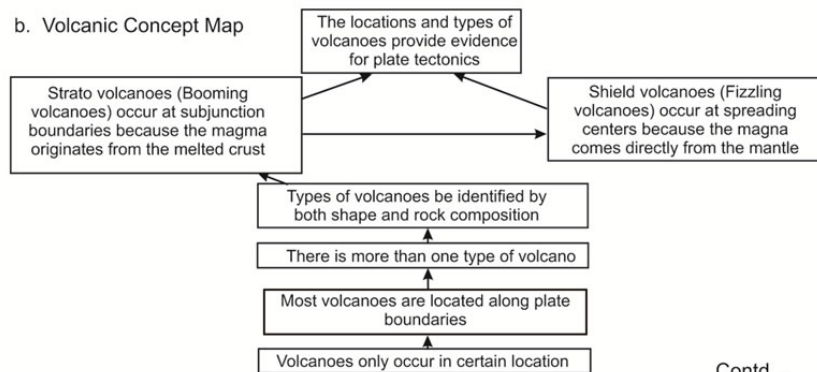 b. Volcanic Concept Map
The locations and types of
volcanoes provide evidence
for plate tectonics
Strato volcanoes (Booming
volcanoes) occur at subjunction
boundaries because the magma
originates from the melted crust
Shield volcanoes (Fizzling
volcanoes) occur at spreading
centers because the magna
comes directly from the mantle
Types of volcanoes be identified by
both shape and rock composition
There is more than one type of volcano
Most volcanoes are located along plate
boundaries
Volcanoes only occur in certain location
Contd...